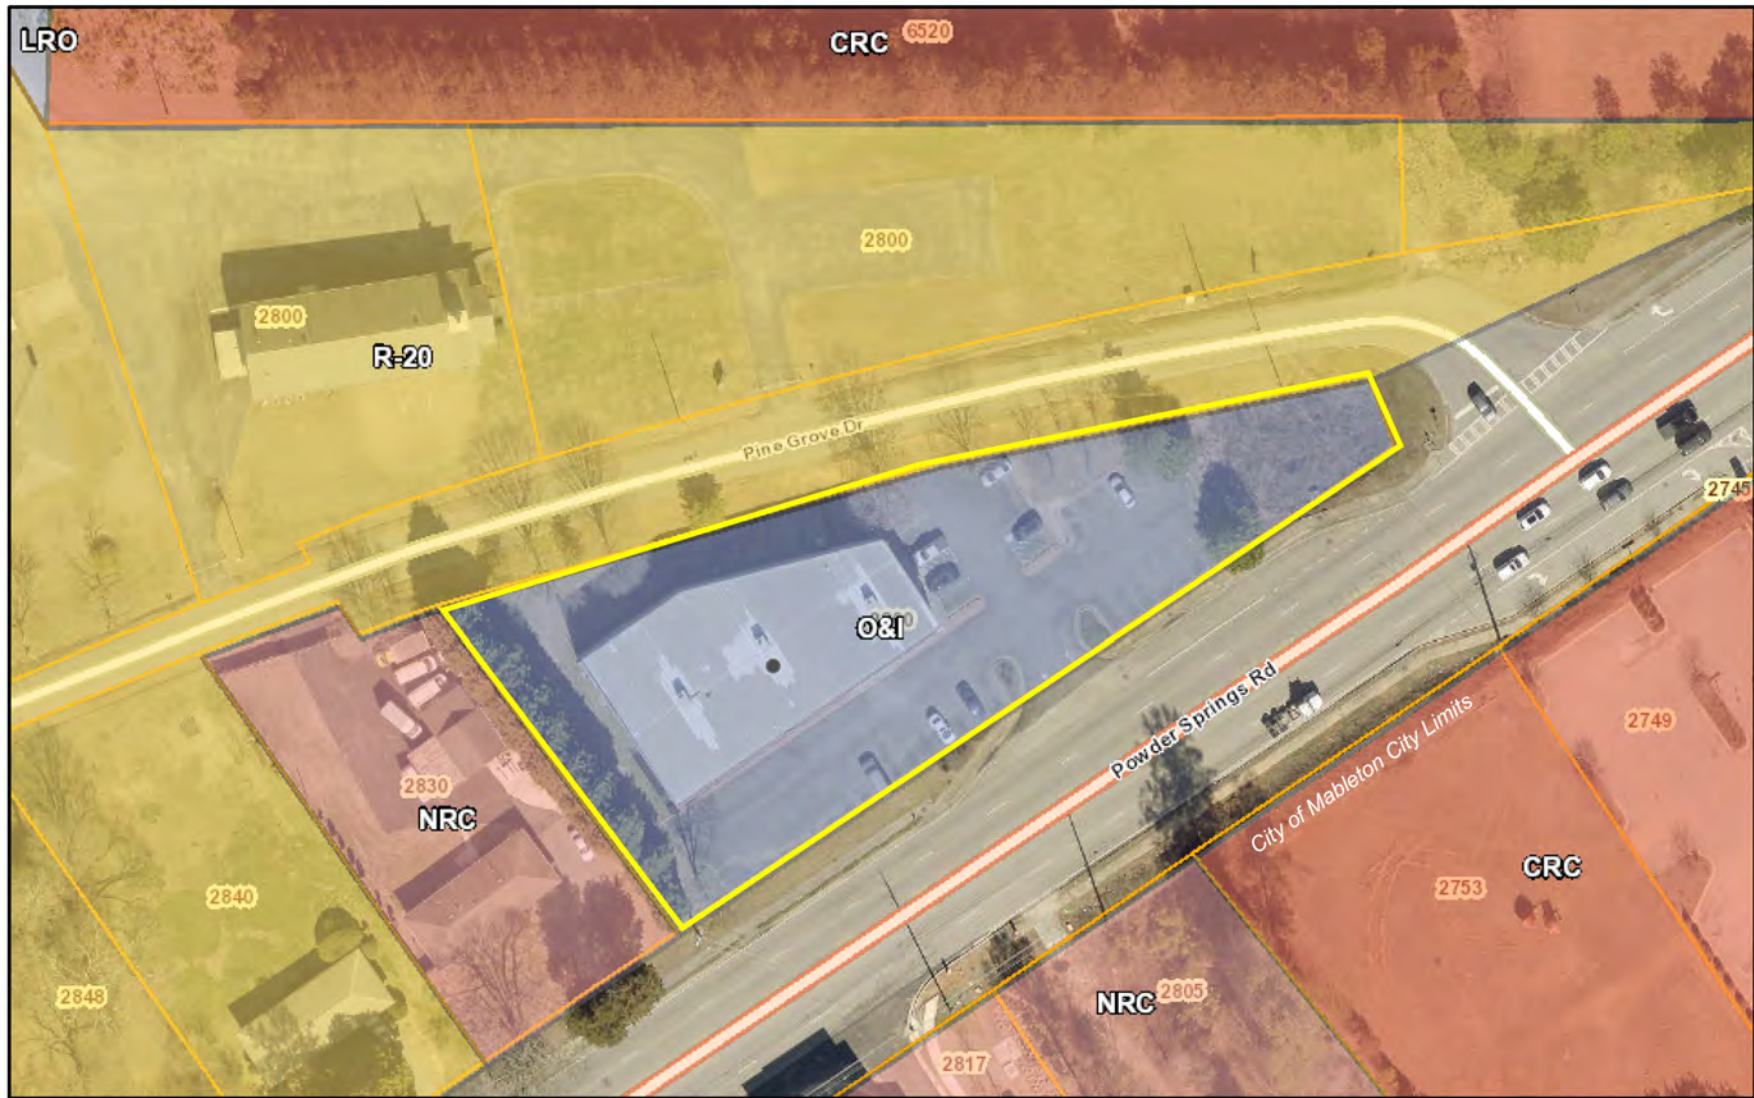 LRO
CRC 6520
2800
2800
R-20
Pine Grove Dr
2745
O&I
Powder Springs Rd
2749
City of Mableton City Limits
2830
NRC
CRC
2753
2840
2848
NRC 2805
2817